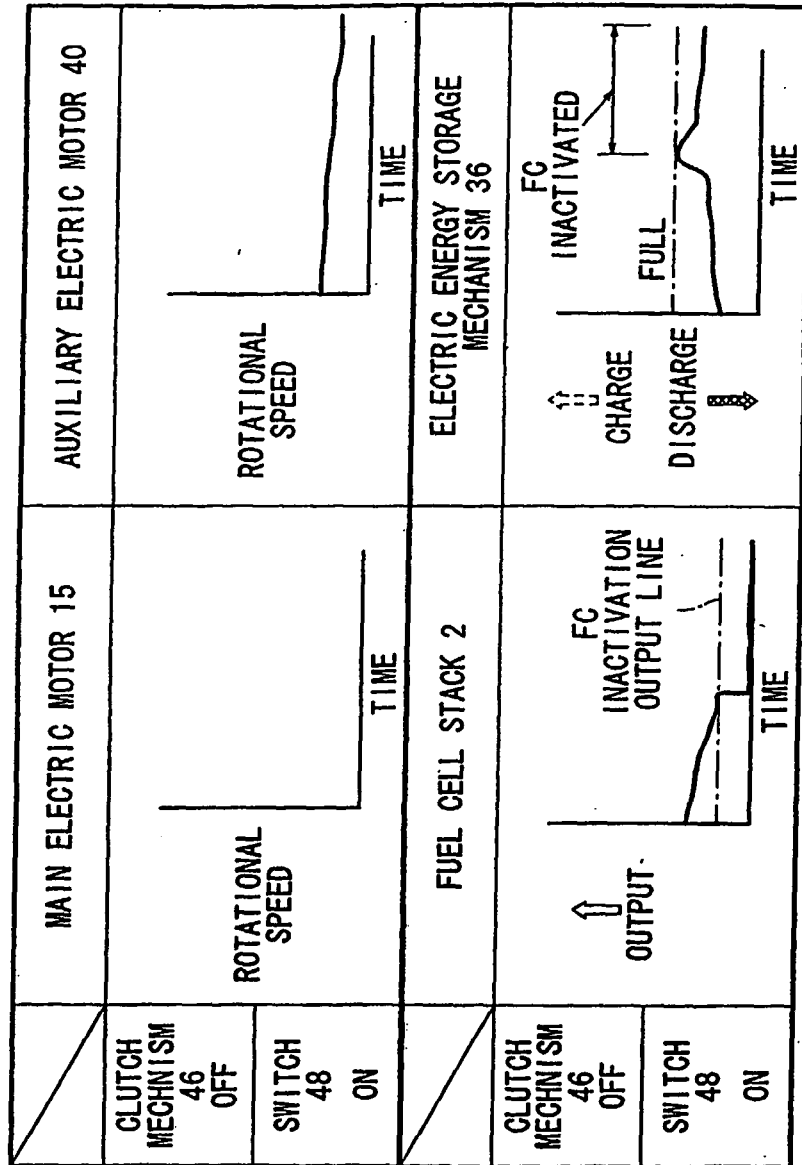 MAIN ELECTRIC MOTOR 15
AUXILIARY ELECTRIC MOTOR 40
CLUTCH
MECHNISM
46
OFF
SWITCH
48
ON
ROTATIONAL
SPEED
TIME
ROTATIONAL
SPEED
TIME
FUEL CELL STACK 2
ELECTRIC ENERGY STORAGE
MECHANISM 36
CLUTCH
MECHNISM
46
OFF
SWITCH
48
ON
OUTPUT
FC
INACTIVATION
OUTPUT LINE
TIME
CHARGE
DISCHARGE
FC
INACTIVATED
FULL
TIME